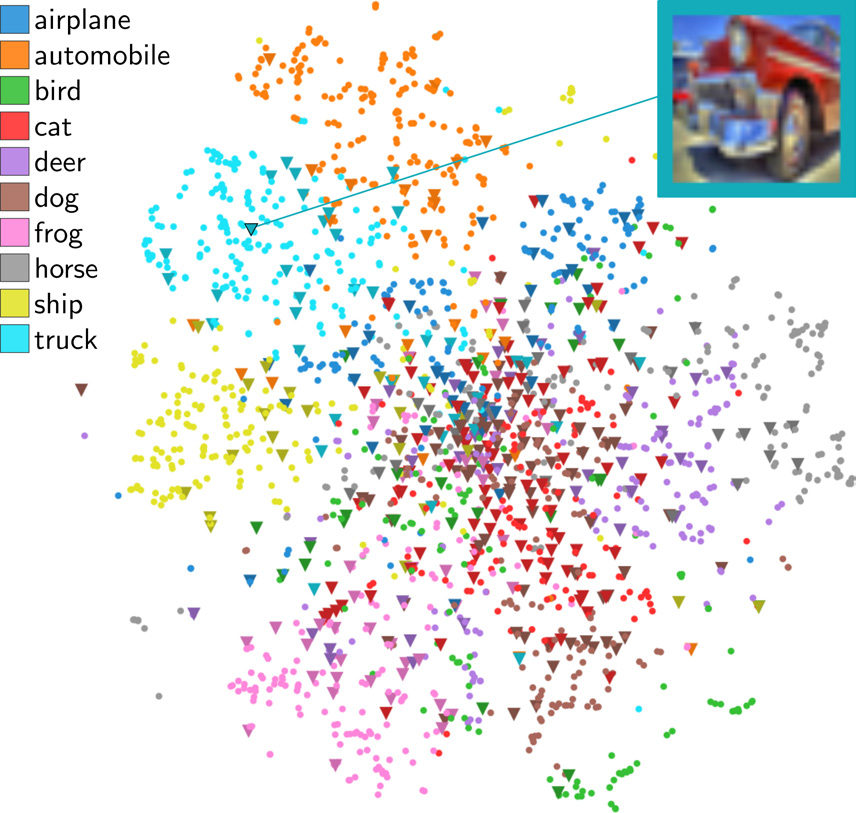 airplane
automobile
bird
cat
deer
dog
frog
horse
ship
truck